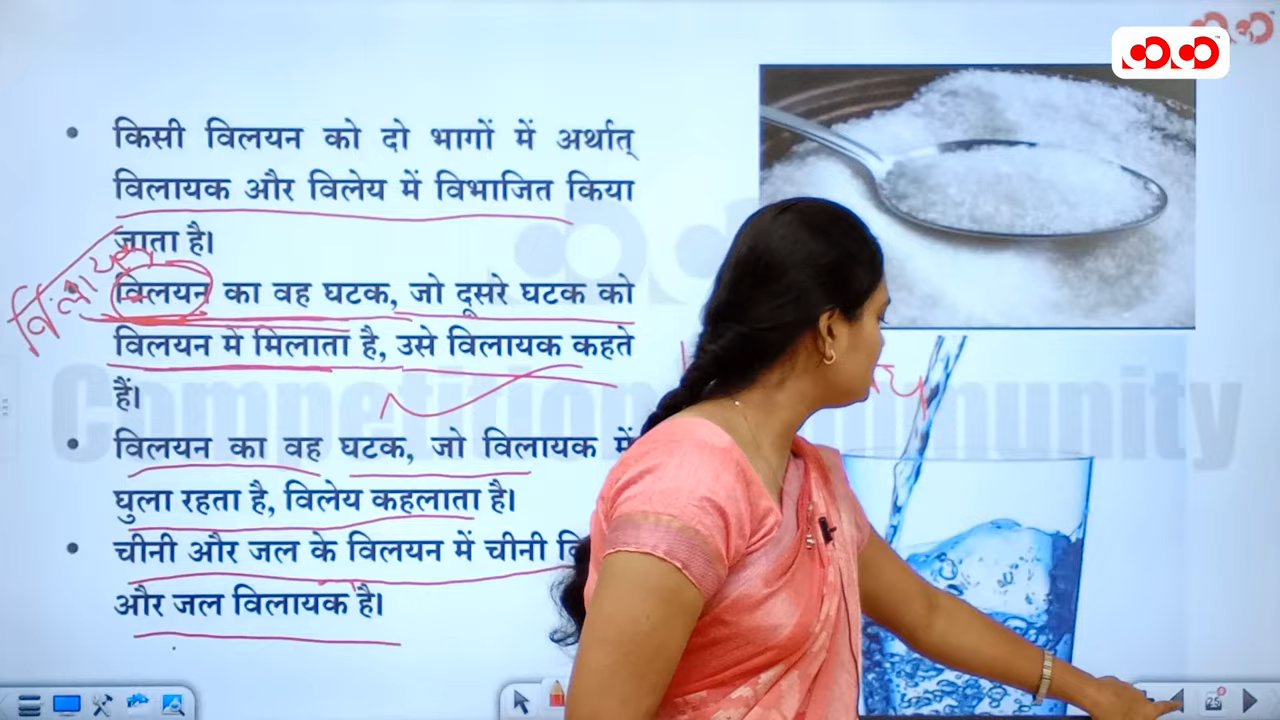 किसी विलयन को दो भागों में अर्थात्
विलायक और विलेय में विभाजित किया
जाता है।
विलायक
विलयन का वह घटक, जो दूसरे घटक को
विलयन में मिलाता है, उसे विलायक कहते
हैं।
विलयन का वह घटक, जो विलायक में
घुला रहता है, विलेय कहलाता है।
चीनी और जल के विलयन में चीनी
और जल विलायक है।
Competition Community
25